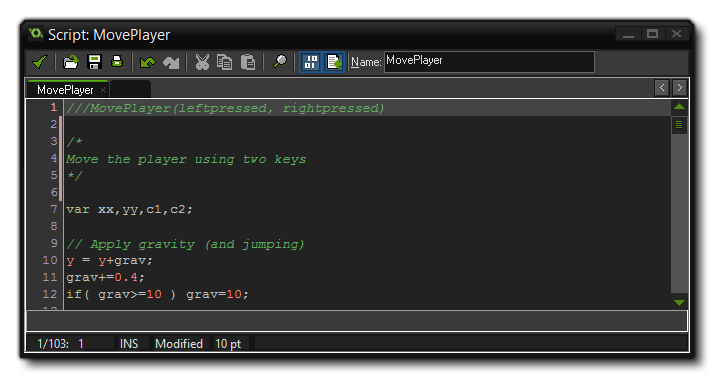 Script: MovePlayer
Name: MovePlayer
MovePlayer
1 ///MovePlayer(leftpressed, rightpressed)
2
3 /*
4 Move the player using two keys
5 */
6
7 var xx,yy,c1,c2;
8
9 // Apply gravity (and jumping)
10 y = y+grav;
11 grav+=0.4;
12 if( grav>=10 ) grav=10;
1/103: 1 INS Modified 10 pt